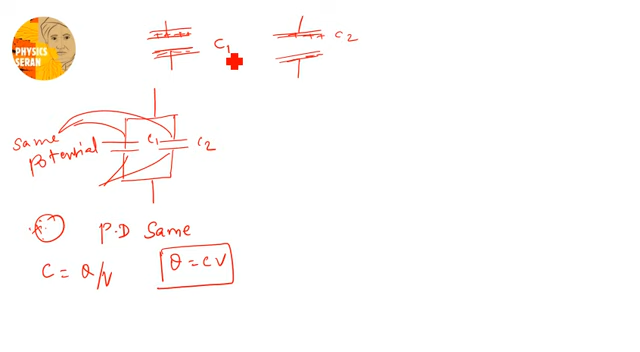 PHYSICS
SERAN
C1
C2
Same
potential
C1
C2
P.D Same
C = Q/V
Q = CV